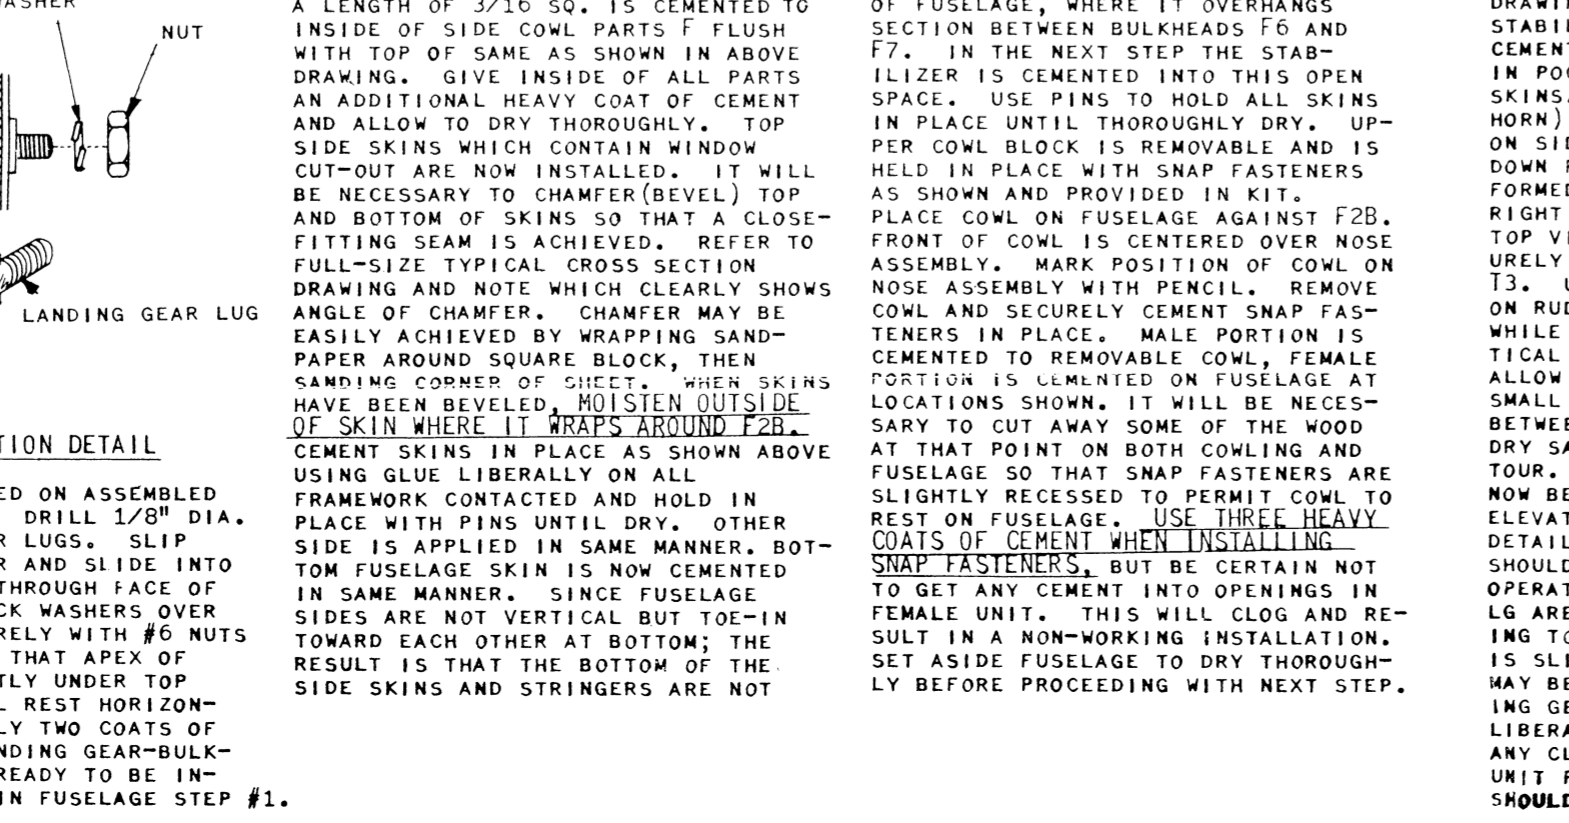 WASHER
NUT
LANDING GEAR LUG
TION DETAIL
ED ON ASSEMBLED
DRILL 1/8" DIA.
R LUGS. SLIP
R AND SLIDE INTO
THROUGH FACE OF
CK WASHERS OVER
RELY WITH #6 NUTS
THAT APEX OF
TLY UNDER TOP
L REST HORIZON-
LY TWO COATS OF
NDING GEAR-BULK-
READY TO BE IN-
IN FUSELAGE STEP #1.
A LENGTH OF 3/16 SQ. IS CEMENTED TO
INSIDE OF SIDE COWL PARTS F FLUSH
WITH TOP OF SAME AS SHOWN IN ABOVE
DRAWING. GIVE INSIDE OF ALL PARTS
AN ADDITIONAL HEAVY COAT OF CEMENT
AND ALLOW TO DRY THOROUGHLY. TOP
SIDE SKINS WHICH CONTAIN WINDOW
CUT-OUT ARE NOW INSTALLED. IT WILL
BE NECESSARY TO CHAMFER(BEVEL) TOP
AND BOTTOM OF SKINS SO THAT A CLOSE-
FITTING SEAM IS ACHIEVED. REFER TO
FULL-SIZE TYPICAL CROSS SECTION
DRAWING AND NOTE WHICH CLEARLY SHOWS
ANGLE OF CHAMFER. CHAMFER MAY BE
EASILY ACHIEVED BY WRAPPING SAND-
PAPER AROUND SQUARE BLOCK, THEN
SANDING CORNER OF SHEET. WHEN SKINS
HAVE BEEN BEVELED, MOISTEN OUTSIDE
OF SKIN WHERE IT WRAPS AROUND F2B.
CEMENT SKINS IN PLACE AS SHOWN ABOVE
USING GLUE LIBERALLY ON ALL
FRAMEWORK CONTACTED AND HOLD IN
PLACE WITH PINS UNTIL DRY. OTHER
SIDE IS APPLIED IN SAME MANNER. BOT-
TOM FUSELAGE SKIN IS NOW CEMENTED
IN SAME MANNER. SINCE FUSELAGE
SIDES ARE NOT VERTICAL BUT TOE-IN
TOWARD EACH OTHER AT BOTTOM; THE
RESULT IS THAT THE BOTTOM OF THE
SIDE SKINS AND STRINGERS ARE NOT
OF FUSELAGE, WHERE IT OVERHANGS
SECTION BETWEEN BULKHEADS F6 AND
F7. IN THE NEXT STEP THE STAB-
ILIZER IS CEMENTED INTO THIS OPEN
SPACE. USE PINS TO HOLD ALL SKINS
IN PLACE UNTIL THOROUGHLY DRY. UP-
PER COWL BLOCK IS REMOVABLE AND IS
HELD IN PLACE WITH SNAP FASTENERS
AS SHOWN AND PROVIDED IN KIT.
PLACE COWL ON FUSELAGE AGAINST F2B.
FRONT OF COWL IS CENTERED OVER NOSE
ASSEMBLY. MARK POSITION OF COWL ON
NOSE ASSEMBLY WITH PENCIL. REMOVE
COWL AND SECURELY CEMENT SNAP FAS-
TENERS IN PLACE. MALE PORTION IS
CEMENTED TO REMOVABLE COWL, FEMALE
PORTION IS CEMENTED ON FUSELAGE AT
LOCATIONS SHOWN. IT WILL BE NECES-
SARY TO CUT AWAY SOME OF THE WOOD
AT THAT POINT ON BOTH COWLING AND
FUSELAGE SO THAT SNAP FASTENERS ARE
SLIGHTLY RECESSED TO PERMIT COWL TO
REST ON FUSELAGE. USE THREE HEAVY
COATS OF CEMENT WHEN INSTALLING
SNAP FASTENERS, BUT BE CERTAIN NOT
TO GET ANY CEMENT INTO OPENINGS IN
FEMALE UNIT. THIS WILL CLOG AND RE-
SULT IN A NON-WORKING INSTALLATION.
SET ASIDE FUSELAGE TO DRY THOROUGH-
LY BEFORE PROCEEDING WITH NEXT STEP.
DRAWI
STABI
CEMENT
IN PO
SKINS.
HORN)
ON SI
DOWN
FORMED
RIGHT
TOP V
URELY
T3.
ON RUD
WHILE
TICAL
ALLOW
SMALL
BETWEE
DRY SA
TOUR.
NOW BE
ELEVAT
DETAIL
SHOULD
OPERAT
LG ARE
ING TO
IS SLI
MAY BE
ING GE
LIBERA
ANY CL
UNIT
SHOULD